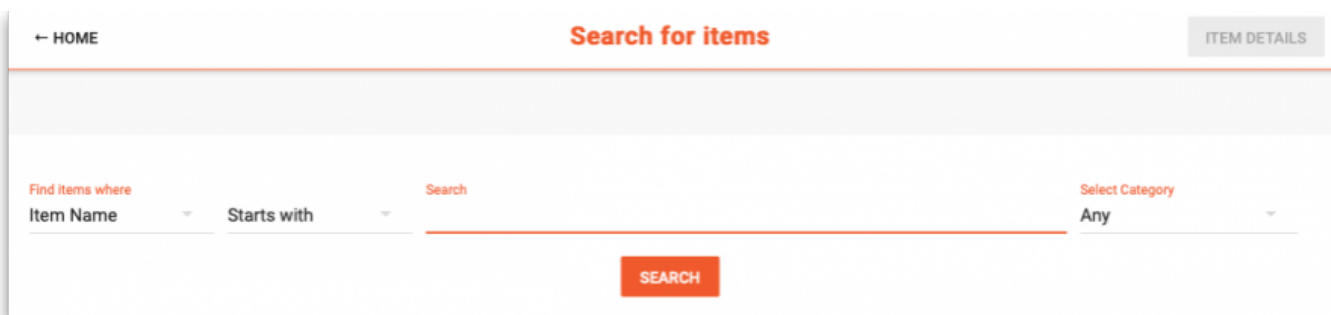 ← HOME
Search for items
ITEM DETAILS
Find items where
Search
Select Category
Item Name
Starts with
Any
SEARCH